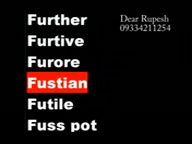 Further
Furtive
Furore
Fustian
Futile
Fuss pot
Dear Rupesh
09334211254